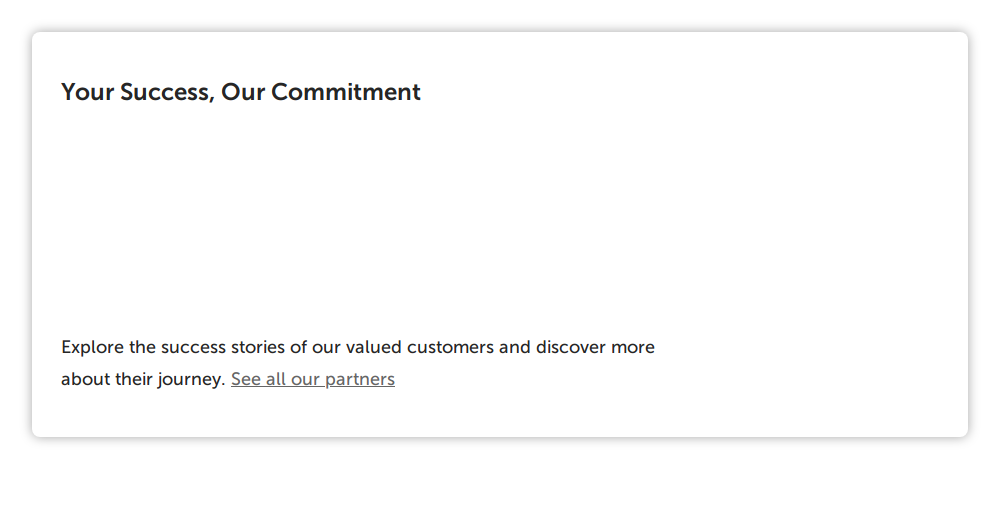 Your Success, Our Commitment
Explore the success stories of our valued customers and discover more
about their journey. See all our partners